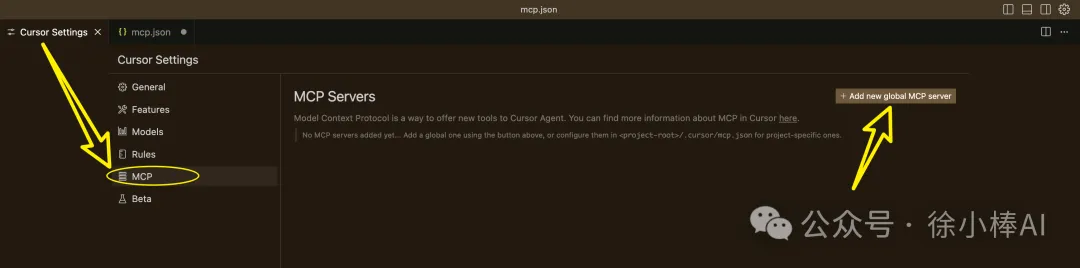 mcp.json
Cursor Settings
mcp.json
Cursor Settings
General
Features
Models
Rules
MCP
Beta
MCP Servers
+ Add new global MCP server
Model Context Protocol is a way to offer new tools to Cursor Agent. You can find more information about MCP in Cursor here.
No MCP servers added yet... Add a global one using the button above, or configure them in <project-root>/.cursor/mcp.json for project-specific ones.
公众号 · 徐小棒AI